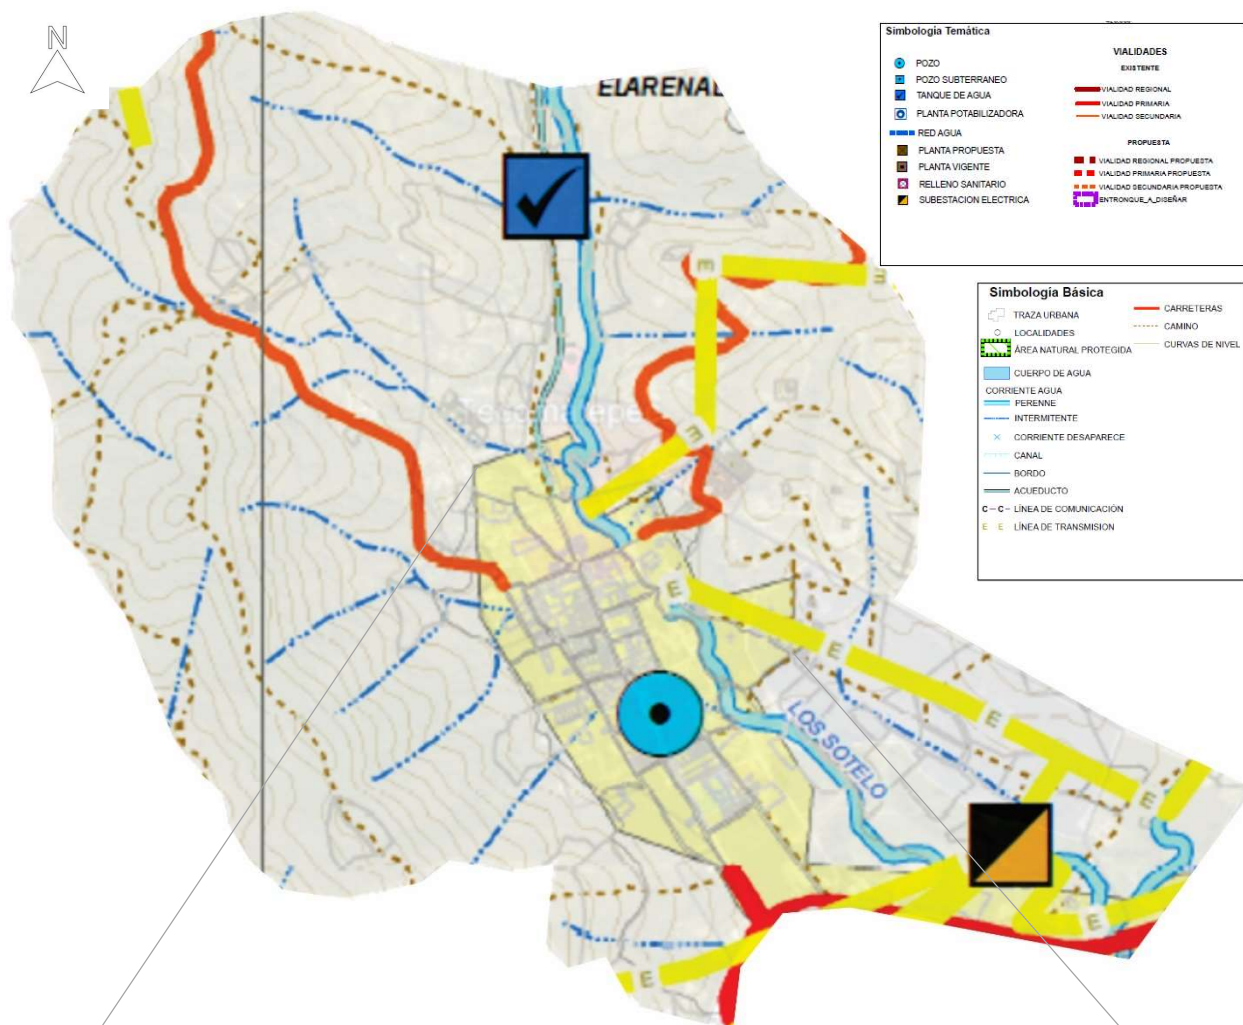 N
ELARENAL
Simbología Temática
POZO
POZO SUBTERRANEO
TANQUE DE AGUA
PLANTA POTABILIZADORA
RED AGUA
PLANTA PROPUESTA
PLANTA VIGENTE
RELLENO SANITARIO
SUBESTACION ELECTRICA
VIALIDADES
EXISTENTE
VIALIDAD REGIONAL
VIALIDAD PRIMARIA
VIALIDAD SECUNDARIA
PROPUESTA
VIALIDAD REGIONAL PROPUESTA
VIALIDAD PRIMARIA PROPUESTA
VIALIDAD SECUNDARIA PROPUESTA
ENTRONQUE_A_DISEÑAR
Simbología Básica
TRAZA URBANA
LOCALIDADES
ÁREA NATURAL PROTEGIDA
CUERPO DE AGUA
CORRIENTE AGUA
PERENNE
INTERMITENTE
CORRIENTE DESAPARECE
CANAL
BORDO
ACUEDUCTO
C – C – LÍNEA DE COMUNICACIÓN
E E LÍNEA DE TRANSMISION
CARRETERAS
CAMINO
CURVAS DE NIVEL
E
E
E
E
E
E
E
E
E
LOS SOTELO